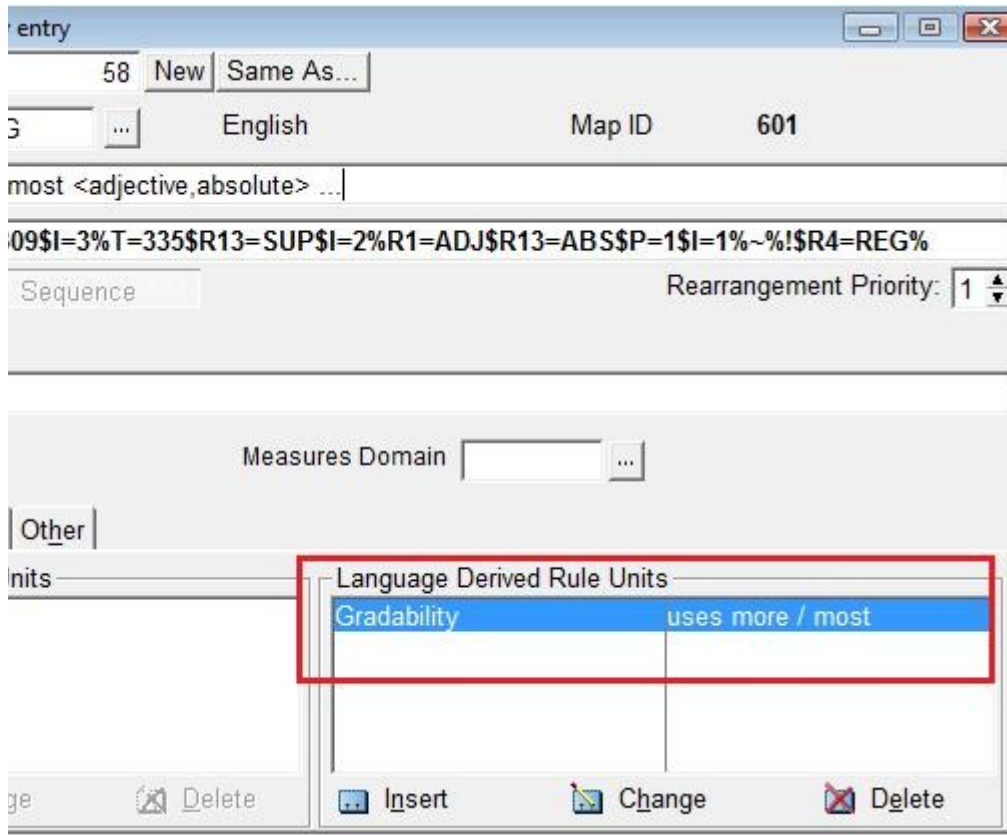 entry
58 New Same As...
G ... English Map ID 601
most <adjective,absolute> ...
09$I=3%T=335$R13=SUP$I=2%R1=ADJ$R13=ABS$P=1$I=1%~%!$R4=REG%
Sequence Rearrangement Priority: 1
Measures Domain ...
Other
nits Language Derived Rule Units
Gradability uses more / most
ge Delete Insert Change Delete